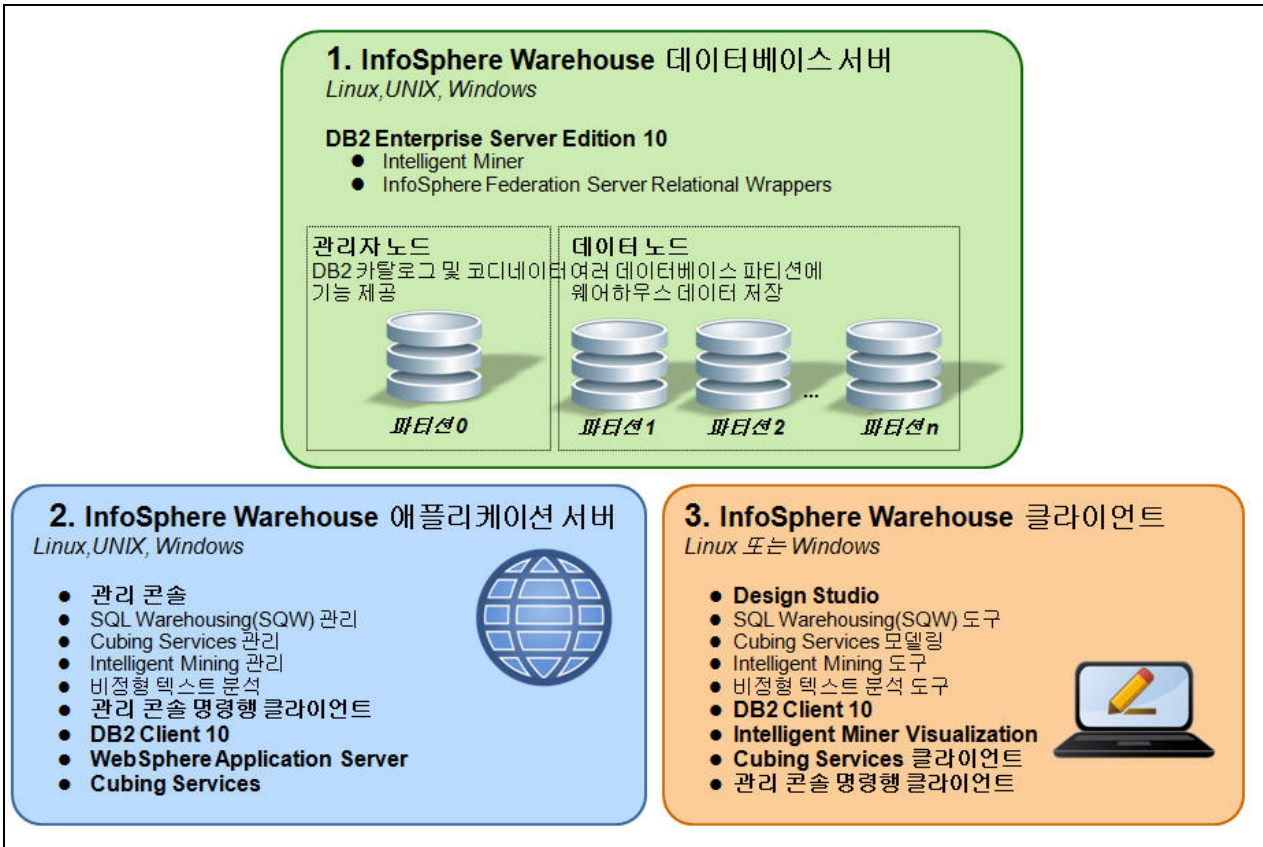 1. InfoSphere Warehouse 데이터베이스 서버
Linux,UNIX, Windows
DB2 Enterprise Server Edition 10
● Intelligent Miner
● InfoSphere Federation Server Relational Wrappers
관리자 노드
DB2 카탈로그 및 코디네이터
기능 제공
파티션 0
데이터 노드
여러 데이터베이스 파티션에
웨어하우스 데이터 저장
...
파티션 1 파티션 2 파티션 n
2. InfoSphere Warehouse 애플리케이션 서버
Linux,UNIX, Windows
● 관리 콘솔
● SQL Warehousing(SQW) 관리
● Cubing Services 관리
● Intelligent Mining 관리
● 비정형 텍스트 분석
● 관리 콘솔 명령행 클라이언트
● DB2 Client 10
● WebSphere Application Server
● Cubing Services
3. InfoSphere Warehouse 클라이언트
Linux 또는 Windows
● Design Studio
● SQL Warehousing(SQW) 도구
● Cubing Services 모델링
● Intelligent Mining 도구
● 비정형 텍스트 분석 도구
● DB2 Client 10
● Intelligent Miner Visualization
● Cubing Services 클라이언트
● 관리 콘솔 명령행 클라이언트